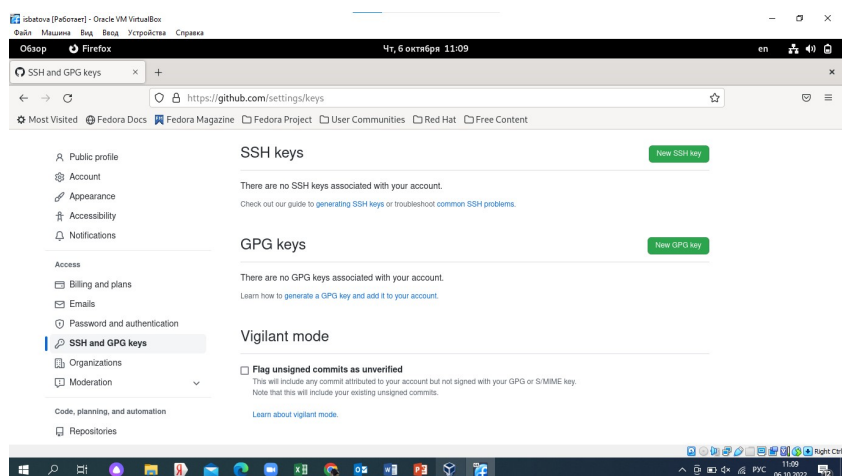 isbatova [Работает] - Oracle VM VirtualBox
Файл Машина Вид Ввод Устройства Справка
Обзор Firefox Чт, 6 октября 11:09 en
SSH and GPG keys
https://github.com/settings/keys
Most Visited Fedora Docs Fedora Magazine Fedora Project User Communities Red Hat Free Content
Public profile
Account
Appearance
Accessibility
Notifications
Access
Billing and plans
Emails
Password and authentication
SSH and GPG keys
Organizations
Moderation
Code, planning, and automation
Repositories
SSH keys
New SSH key
There are no SSH keys associated with your account.
Check out our guide to generating SSH keys or troubleshoot common SSH problems.
GPG keys
New GPG key
There are no GPG keys associated with your account.
Learn how to generate a GPG key and add it to your account.
Vigilant mode
Flag unsigned commits as unverified
This will include any commit attributed to your account but not signed with your GPG or S/MIME key.
Note that this will include your existing unsigned commits.
Learn about vigilant mode.
Right Ctrl
РУС
11:09
06.10.2022